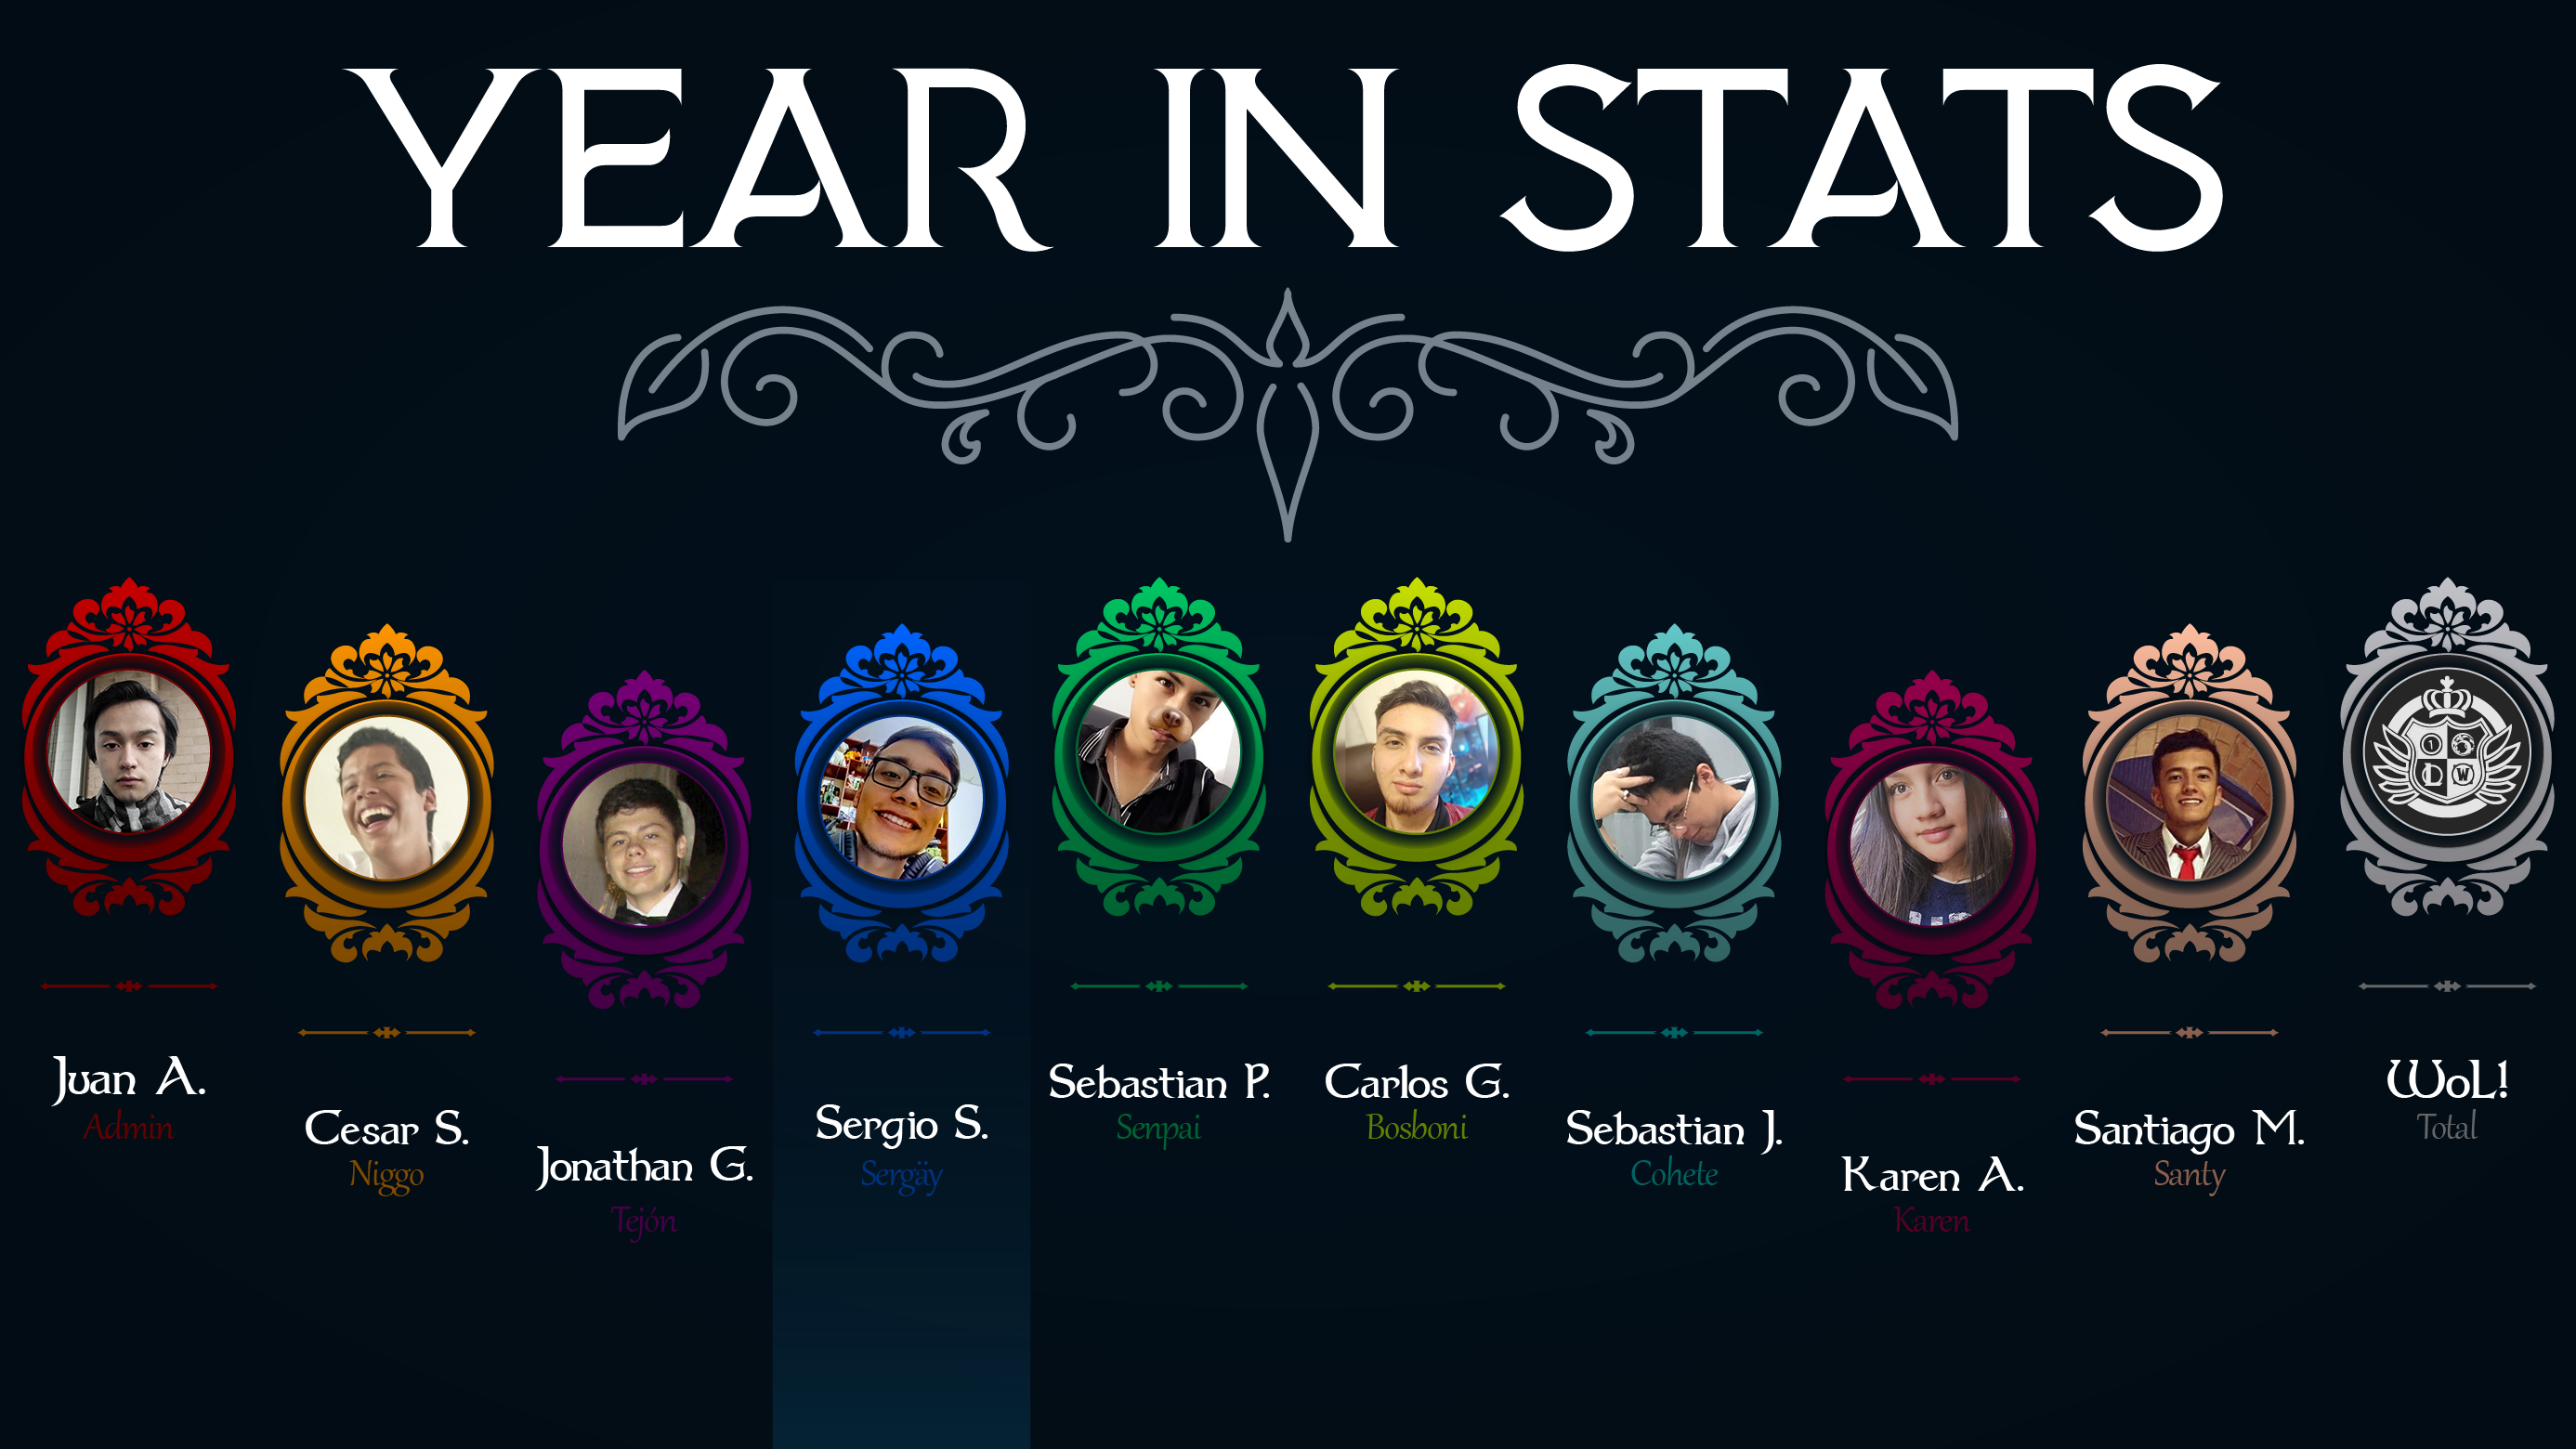 YEAR IN STATS
Juan A.
Admin
Cesar S.
Niggo
Jonathan G.
Tejón
Sergio S.
Sergäy
Sebastian P.
Senpai
Carlos G.
Bosboni
Sebastian J.
Cohete
Karen A.
Karen
Santiago M.
Santy
1
L W
WoL!
Total